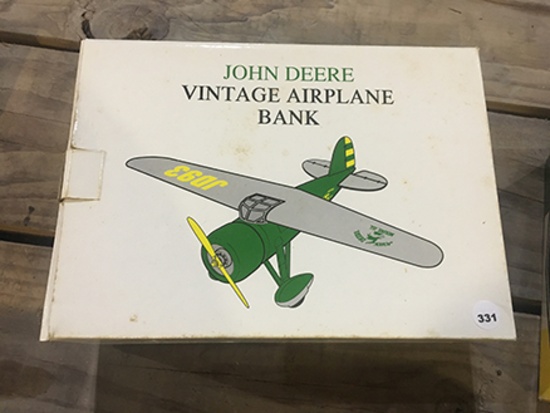 JOHN DEERE
VINTAGE AIRPLANE
BANK
JD93
331